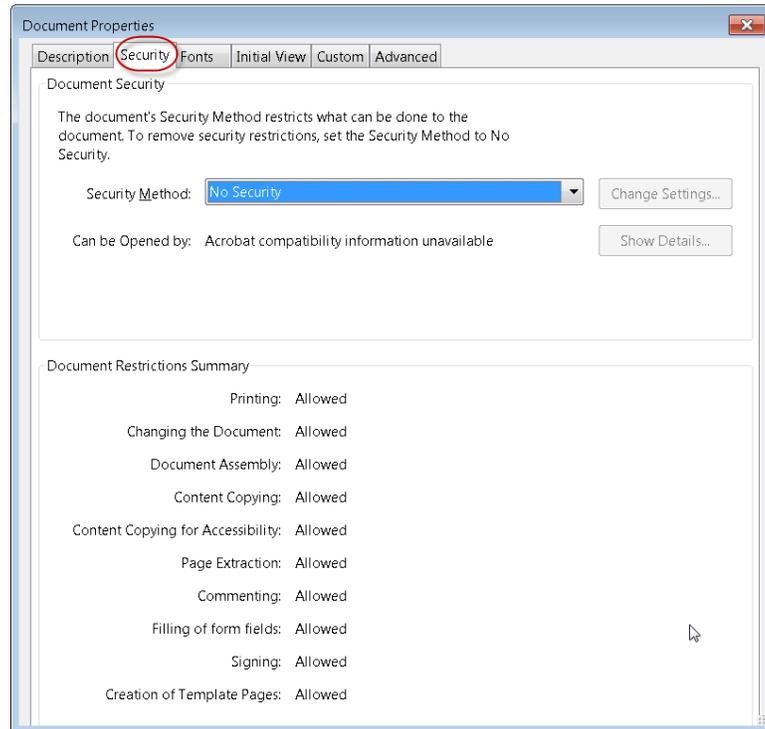 Document Properties
Description Security Fonts Initial View Custom Advanced
Document Security
The document's Security Method restricts what can be done to the
document. To remove security restrictions, set the Security Method to No
Security.
Security Method: No Security Change Settings...
Can be Opened by: Acrobat compatibility information unavailable Show Details...
Document Restrictions Summary
Printing: Allowed
Changing the Document: Allowed
Document Assembly: Allowed
Content Copying: Allowed
Content Copying for Accessibility: Allowed
Page Extraction: Allowed
Commenting: Allowed
Filling of form fields: Allowed
Signing: Allowed
Creation of Template Pages: Allowed